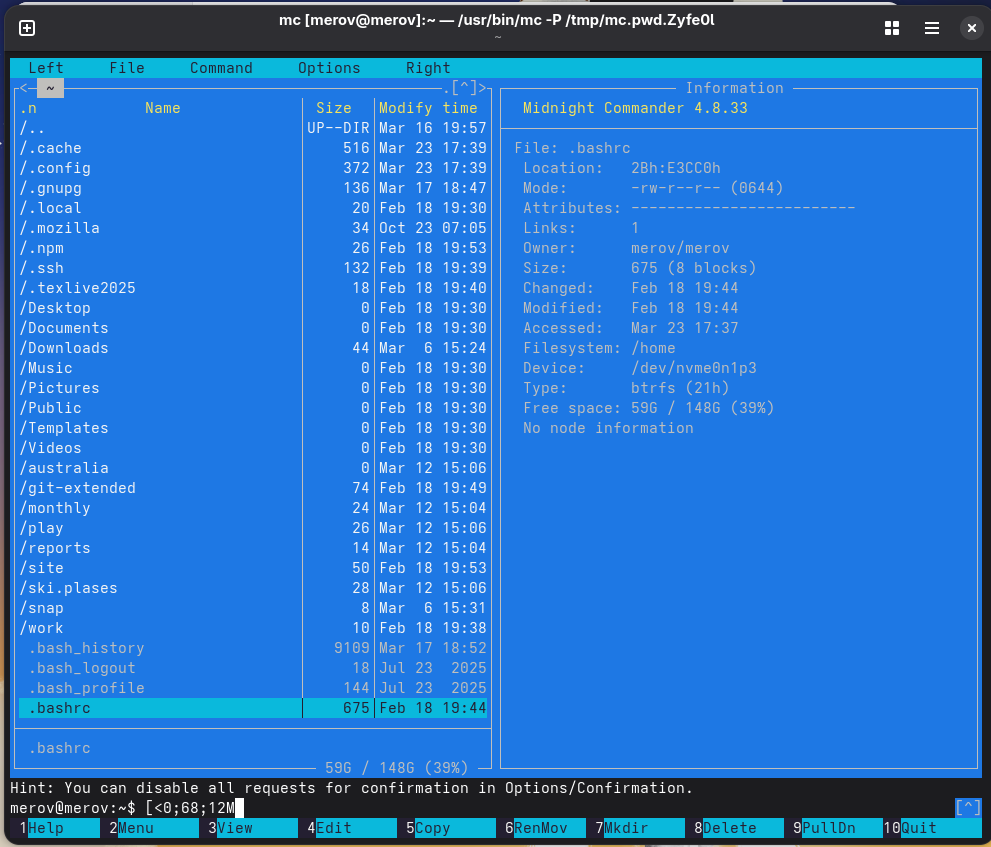 mc [merov@merov]:~ — /usr/bin/mc -P /tmp/mc.pwd.Zyfe0l
~
Left File Command Options Right
<─ ~ .[^]> Information
.n Name Size Modify time Midnight Commander 4.8.33
/.. UP--DIR Mar 16 19:57
/.cache 516 Mar 23 17:39 File: .bashrc
/.config 372 Mar 23 17:39 Location: 2Bh:E3CC0h
/.gnupg 136 Mar 17 18:47 Mode: -rw-r--r-- (0644)
/.local 20 Feb 18 19:30 Attributes: -------------------------
/.mozilla 34 Oct 23 07:05 Links: 1
/.npm 26 Feb 18 19:53 Owner: merov/merov
/.ssh 132 Feb 18 19:39 Size: 675 (8 blocks)
/.texlive2025 18 Feb 18 19:40 Changed: Feb 18 19:44
/Desktop 0 Feb 18 19:30 Modified: Feb 18 19:44
/Documents 0 Feb 18 19:30 Accessed: Mar 23 17:37
/Downloads 44 Mar 6 15:24 Filesystem: /home
/Music 0 Feb 18 19:30 Device: /dev/nvme0n1p3
/Pictures 0 Feb 18 19:30 Type: btrfs (21h)
/Public 0 Feb 18 19:30 Free space: 59G / 148G (39%)
/Templates 0 Feb 18 19:30 No node information
/Videos 0 Feb 18 19:30
/australia 0 Mar 12 15:06
/git-extended 74 Feb 18 19:49
/monthly 24 Mar 12 15:04
/play 26 Mar 12 15:06
/reports 14 Mar 12 15:04
/site 50 Feb 18 19:53
/ski.plases 28 Mar 12 15:06
/snap 8 Mar 6 15:31
/work 10 Feb 18 19:38
.bash_history 9109 Mar 17 18:52
.bash_logout 18 Jul 23 2025
.bash_profile 144 Jul 23 2025
.bashrc 675 Feb 18 19:44
.bashrc
59G / 148G (39%)
Hint: You can disable all requests for confirmation in Options/Confirmation.
merov@merov:~$ [<0;68;12M [^]
1Help 2Menu 3View 4Edit 5Copy 6RenMov 7Mkdir 8Delete 9PullDn 10Quit